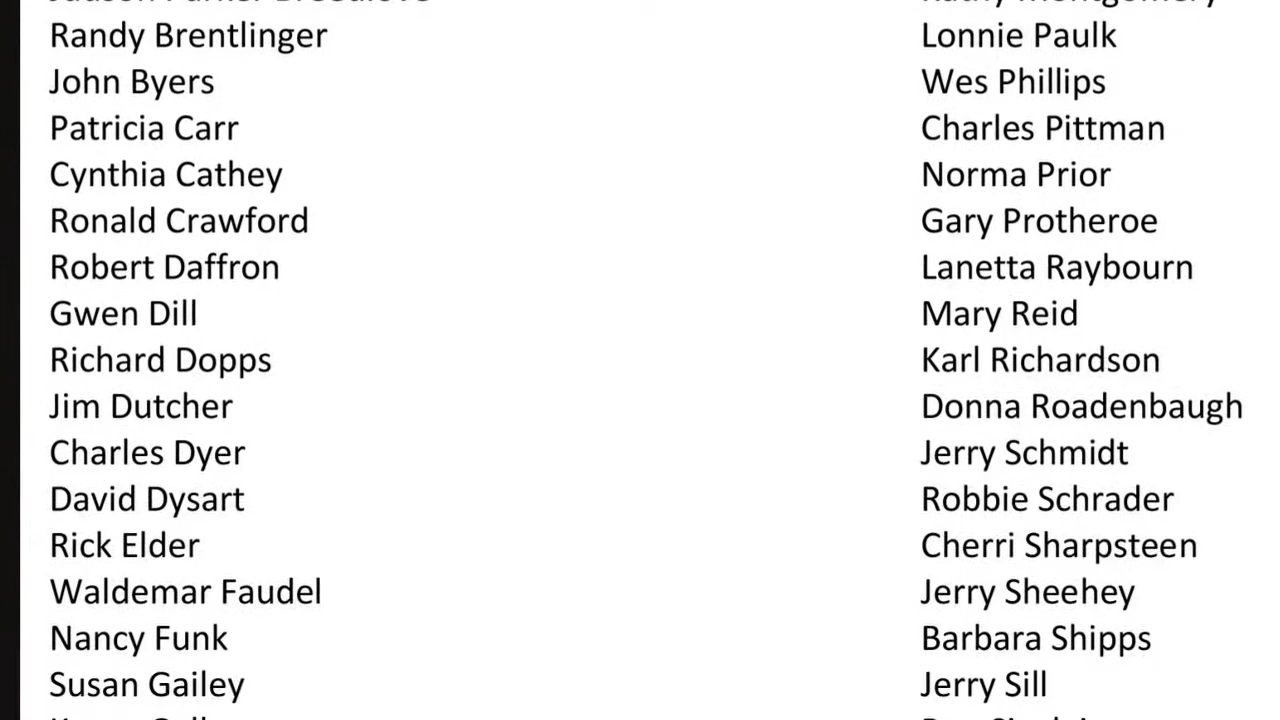 Randy Brentlinger
John Byers
Patricia Carr
Cynthia Cathey
Ronald Crawford
Robert Daffron
Gwen Dill
Richard Dopps
Jim Dutcher
Charles Dyer
David Dysart
Rick Elder
Waldemar Faudel
Nancy Funk
Susan Gailey
Kathy Montgomery
Lonnie Paulk
Wes Phillips
Charles Pittman
Norma Prior
Gary Protheroe
Lanetta Raybourn
Mary Reid
Karl Richardson
Donna Roadenbaugh
Jerry Schmidt
Robbie Schrader
Cherri Sharpsteen
Jerry Sheehey
Barbara Shipps
Jerry Sill